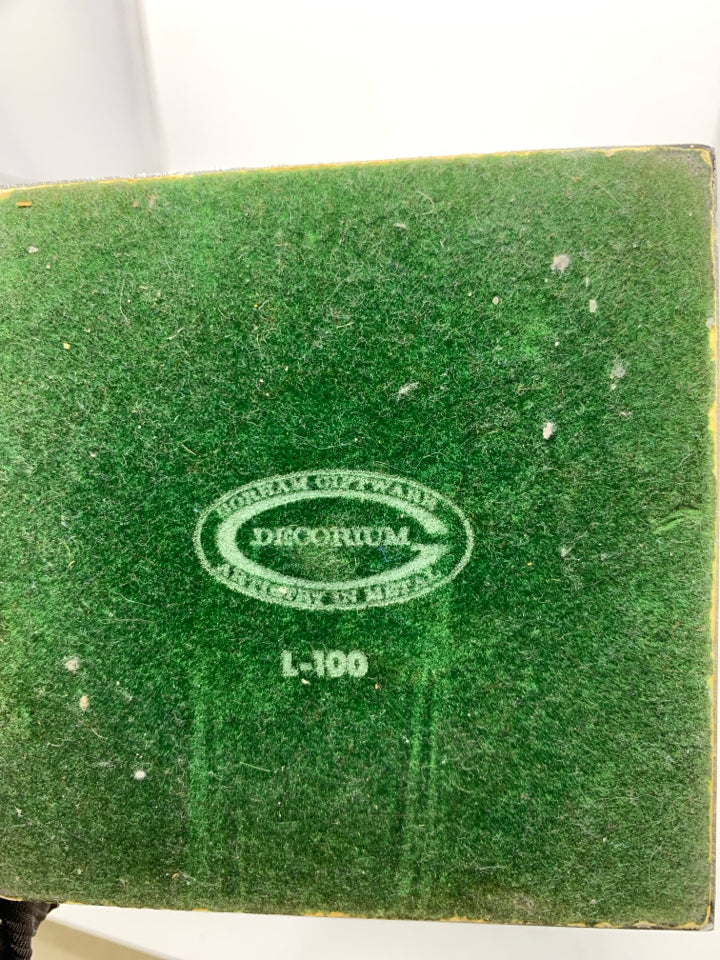 GORHAM GIFTWARE
DECORIUM
ARTISTRY IN METAL
L-100